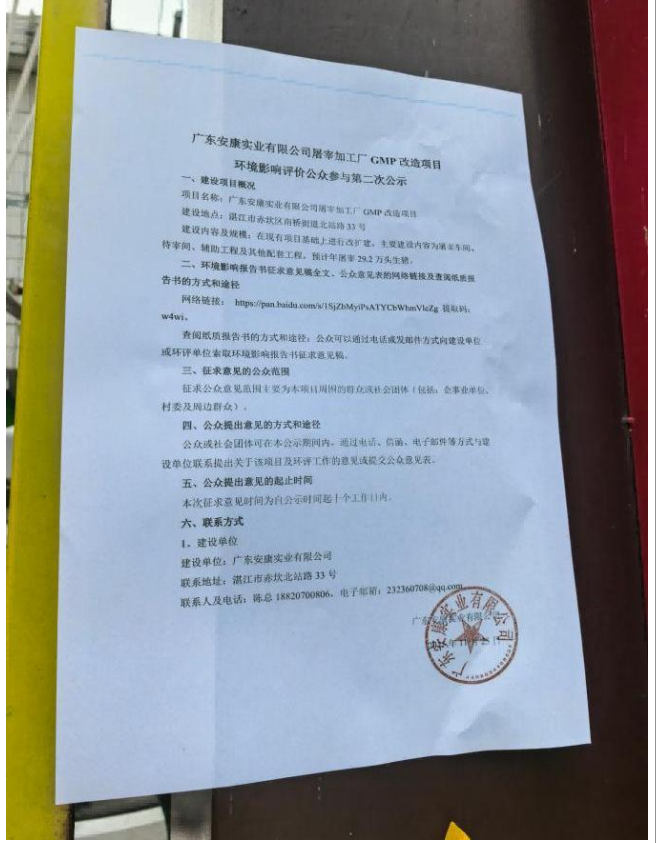 广东安康实业有限公司屠宰加工厂 GMP 改造项目
环境影响评价公众参与第二次公示
一、建设项目概况
项目名称：广东安康实业有限公司屠宰加工厂 GMP 改造项目
建设地点：湛江市赤坎区南桥街道北站路 33 号
建设内容及规模：在现有项目基础上进行改扩建，主要建设内容为屠宰车间、
待宰间、辅助工程及其他配套工程，预计年屠宰 29.2 万头生猪。
二、环境影响报告书征求意见稿全文、公众意见表的网络链接及查阅纸质报
告书的方式和途径
网络链接： https://pan.baidu.com/s/1SjZbMyiPsATYCbWhmVleZg 提取码：
w4wi。
查阅纸质报告书的方式和途径：公众可以通过电话或发邮件方式向建设单位
或环评单位索取环境影响报告书征求意见稿。
三、征求意见的公众范围
征求公众意见范围主要为本项目周围的群众或社会团体（包括：企事业单位、
村委及周边群众）。
四、公众提出意见的方式和途径
公众或社会团体可在本公示期间内，通过电话、信函、电子邮件等方式与建
设单位联系提出关于该项目及环评工作的意见或提交公众意见表。
五、公众提出意见的起止时间
本次征求意见时间为自公示时间起十个工作日内。
六、联系方式
1、建设单位
建设单位：广东安康实业有限公司
联系地址：湛江市赤坎北站路 33 号
联系人及电话：陈总 18820700806，电子邮箱：232360708@qq.com
广东安康实业有限公司
广东安康实业有限公司